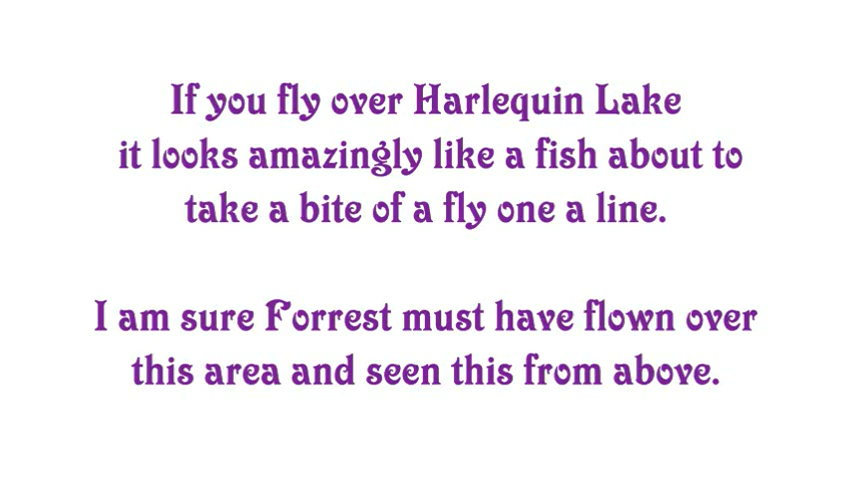 If you fly over Harlequin Lake
it looks amazingly like a fish about to
take a bite of a fly one a line.
I am sure Forrest must have flown over
this area and seen this from above.